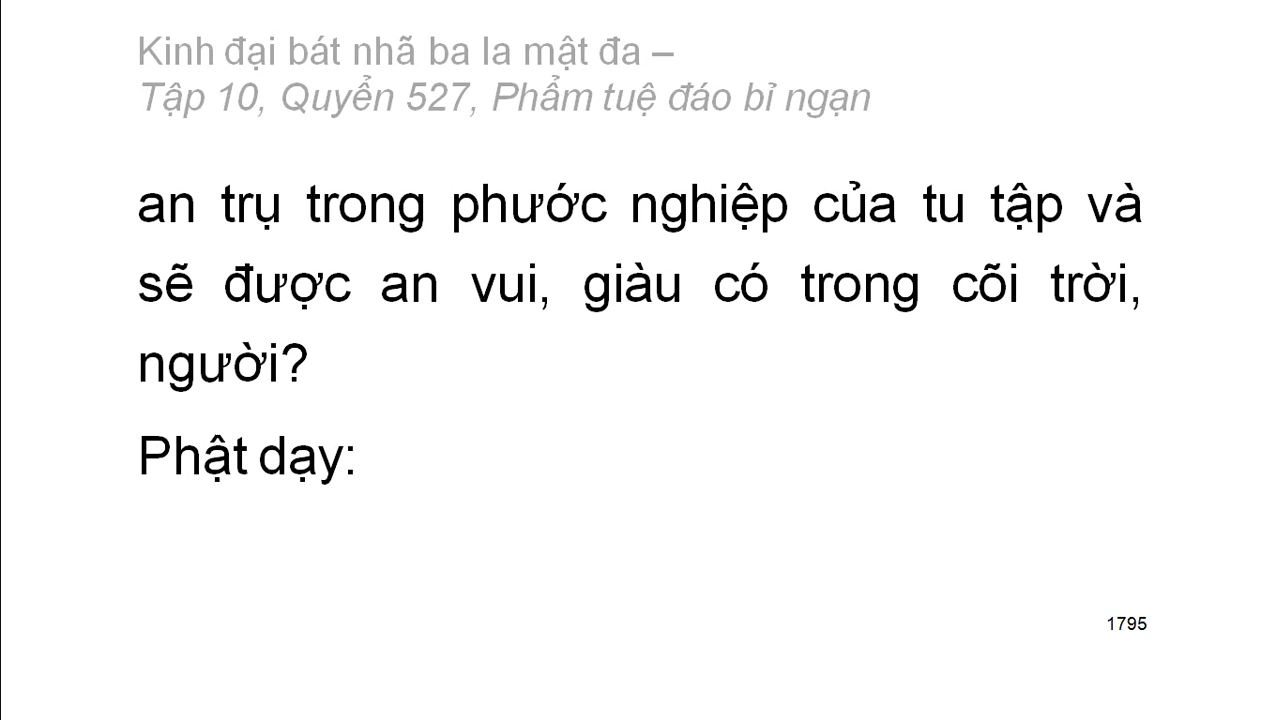 Kinh đại bát nhã ba la mật đa –
Tập 10, Quyển 527, Phẩm tuệ đáo bỉ ngạn
an trụ trong phước nghiệp của tu tập và
sẽ được an vui, giàu có trong cõi trời,
người?
Phật dạy:
1795